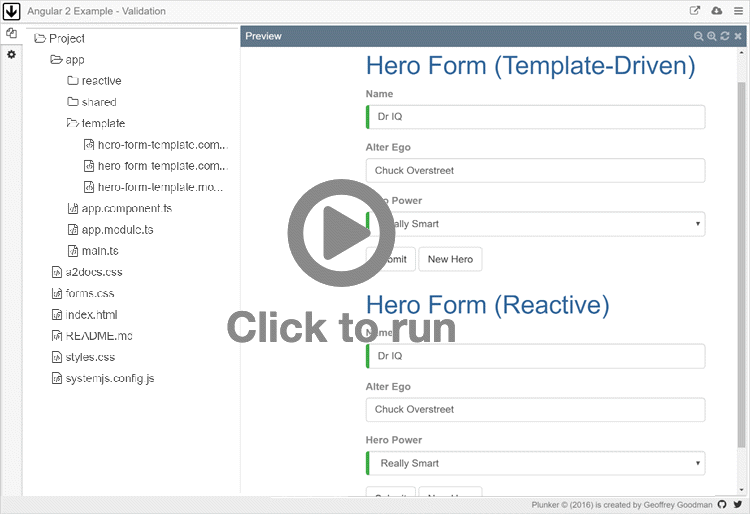 Angular 2 Example - Validation
Project
app
reactive
shared
template
hero-form-template.com...
hero-form-template.com...
hero-form-template.mo...
app.component.ts
app.module.ts
main.ts
a2docs.css
forms.css
index.html
README.md
styles.css
systemjs.config.js
Preview
Hero Form (Template-Driven)
Name
Dr IQ
Alter Ego
Chuck Overstreet
Power
Smart
New Hero
Click to run
Hero Form (Reactive)
Name
Dr IQ
Alter Ego
Chuck Overstreet
Hero Power
Really Smart
Submit New Hero
Plunker © (2016) is created by Geoffrey Goodman